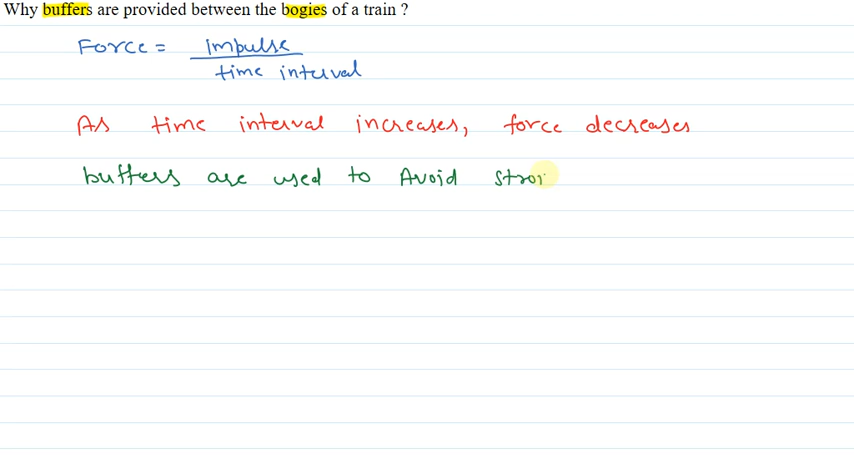 Why buffers are provided between the bogies of a train ?
Force = impulse
time interval
As time interval increases, force decreases
buffers are used to Avoid